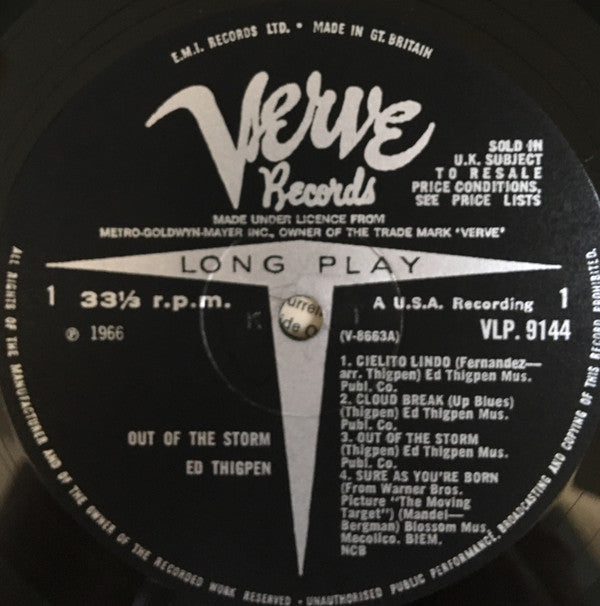 E.M.I. RECORDS LTD. • MADE IN GT. BRITAIN
Verve
Records
SOLD IN
U.K. SUBJECT
TO RESALE
PRICE CONDITIONS,
SEE PRICE LISTS
MADE UNDER LICENCE FROM
METRO-GOLDWYN-MAYER INC., OWNER OF THE TRADE MARK "VERVE"
LONG PLAY
1 33⅓ r.p.m.
A U.S.A. Recording 1
℗ 1966
K 1
(V-8663A)
VLP. 9144
1. CIELITO LINDO (Fernandez—
arr. Thigpen) Ed Thigpen Mus.
Publ. Co.
2. CLOUD BREAK (Up Blues)
(Thigpen) Ed Thigpen Mus.
Publ. Co.
3. OUT OF THE STORM
(Thigpen) Ed Thigpen Mus.
Publ. Co.
4. SURE AS YOU'RE BORN
(From Warner Bros.
Picture "The Moving
Target") (Mandel—
Bergman) Blossom Mus.
Mecolico. BIEM.
NCB
OUT OF THE STORM
ED THIGPEN
ALL RIGHTS OF THE MANUFACTURER AND OF THE OWNER OF THE RECORDED WORK RESERVED - UNAUTHORISED PUBLIC PERFORMANCE, BROADCASTING AND COPYING OF THIS RECORD PROHIBITED.